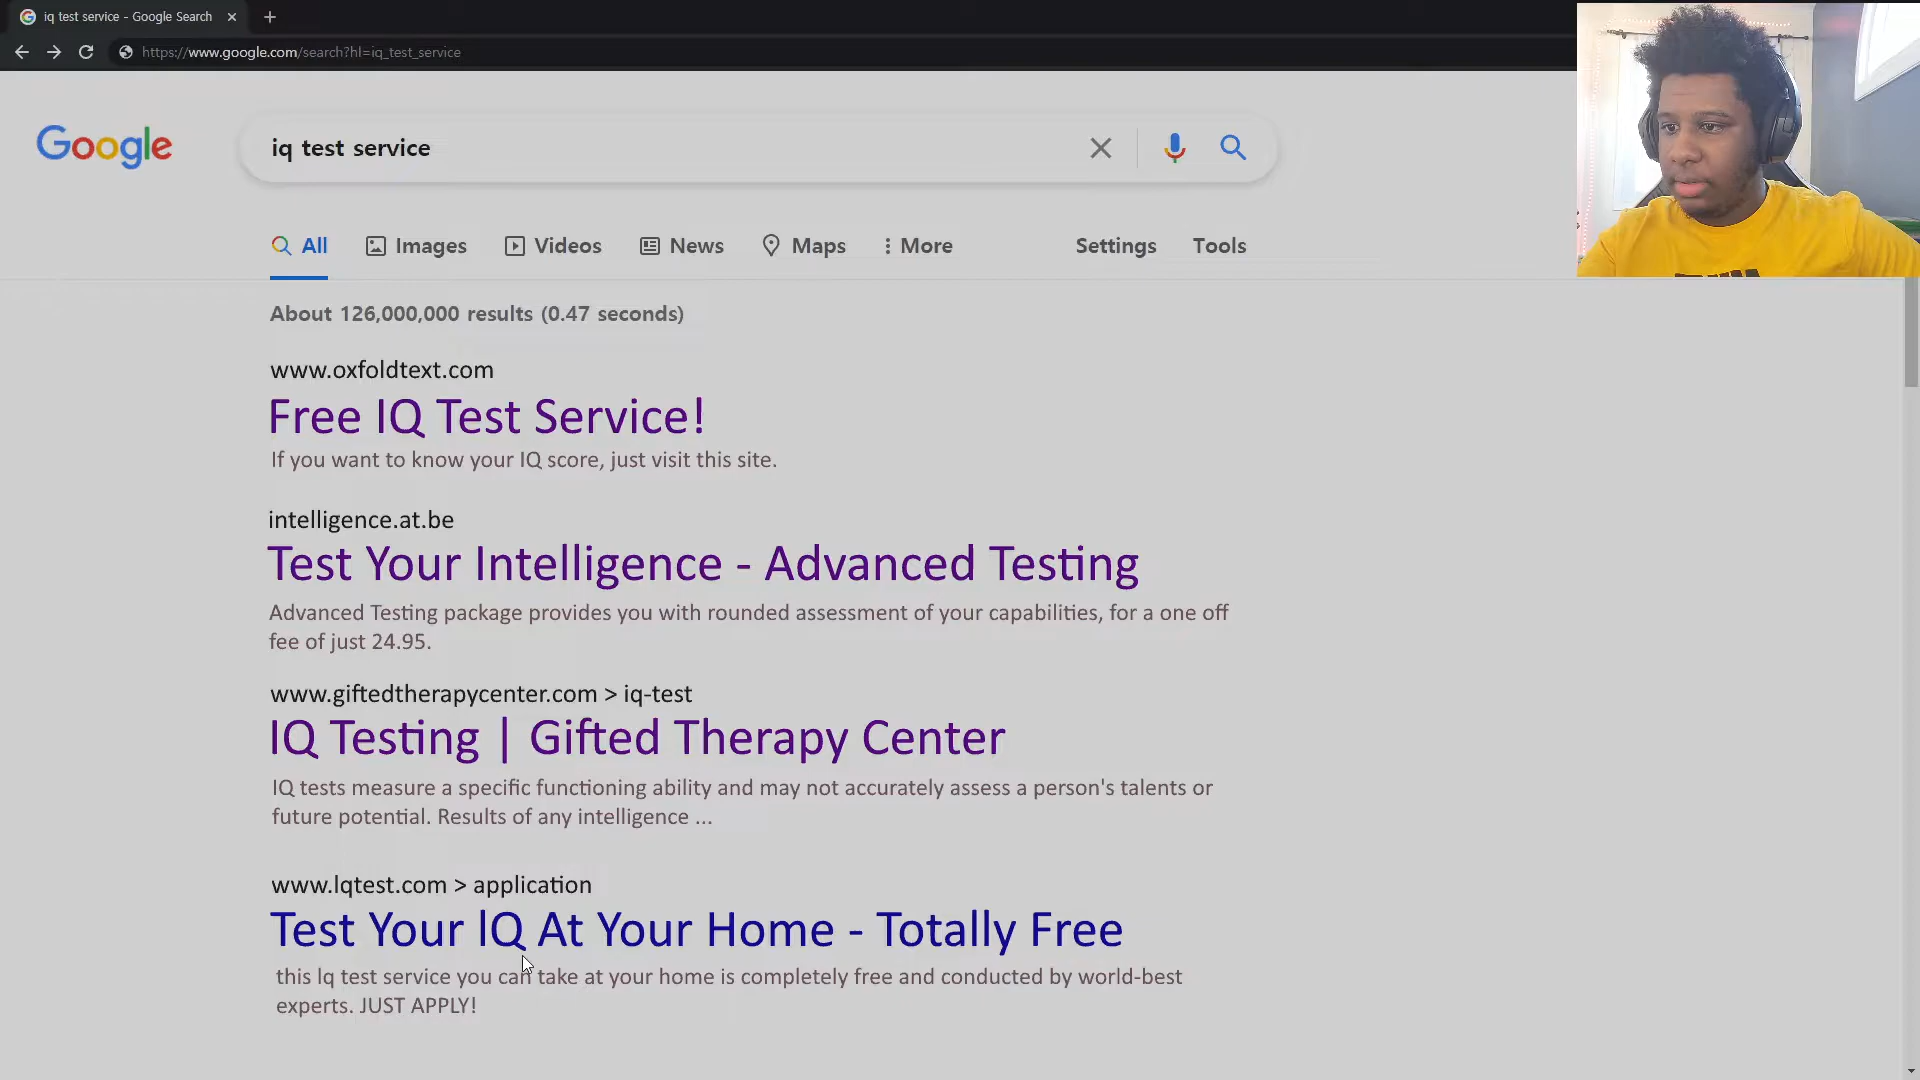 iq test service - Google Search
https://www.google.com/search?hl=iq_test_service
Google
iq test service
All Images Videos News Maps More Settings Tools
About 126,000,000 results (0.47 seconds)
www.oxfoldtext.com
Free IQ Test Service!
If you want to know your IQ score, just visit this site.
intelligence.at.be
Test Your Intelligence - Advanced Testing
Advanced Testing package provides you with rounded assessment of your capabilities, for a one off
fee of just 24.95.
www.giftedtherapycenter.com > iq-test
IQ Testing | Gifted Therapy Center
IQ tests measure a specific functioning ability and may not accurately assess a person's talents or
future potential. Results of any intelligence ...
www.lqtest.com > application
Test Your lQ At Your Home - Totally Free
this lq test service you can take at your home is completely free and conducted by world-best
experts. JUST APPLY!